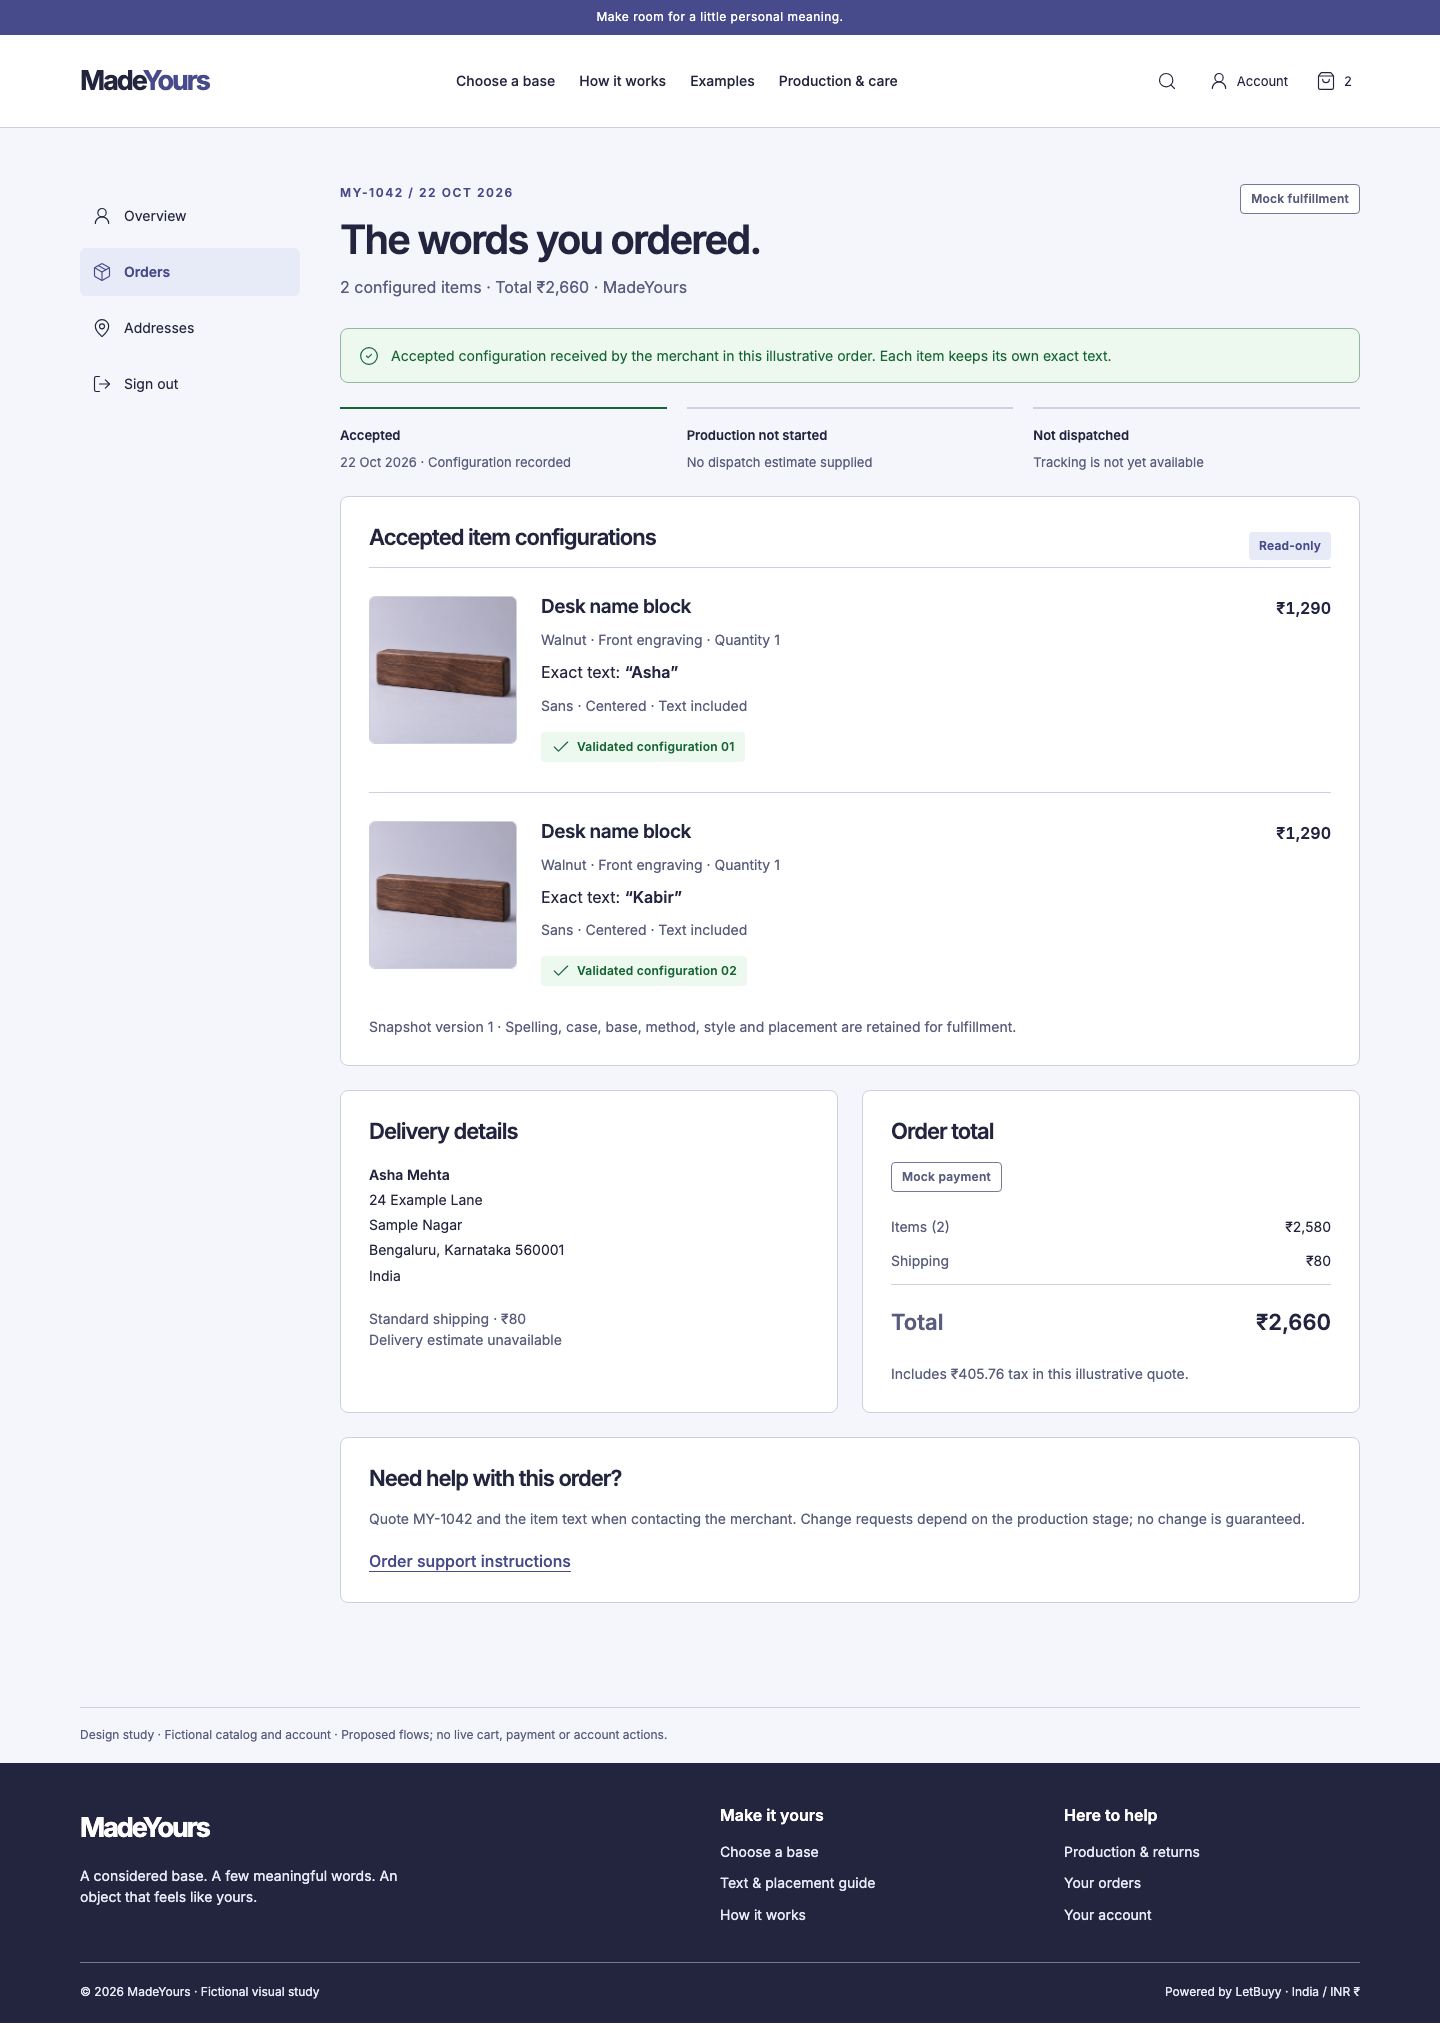 Make room for a little personal meaning.
MadeYours
Choose a base
How it works
Examples
Production & care
Account
2
Overview
Orders
Addresses
Sign out
MY-1042 / 22 OCT 2026
Mock fulfillment
The words you ordered.
2 configured items · Total ₹2,660 · MadeYours
Accepted configuration received by the merchant in this illustrative order. Each item keeps its own exact text.
Accepted
22 Oct 2026 · Configuration recorded
Production not started
No dispatch estimate supplied
Not dispatched
Tracking is not yet available
Accepted item configurations
Read-only
Desk name block
₹1,290
Walnut · Front engraving · Quantity 1
Exact text: “Asha”
Sans · Centered · Text included
Validated configuration 01
Desk name block
₹1,290
Walnut · Front engraving · Quantity 1
Exact text: “Kabir”
Sans · Centered · Text included
Validated configuration 02
Snapshot version 1 · Spelling, case, base, method, style and placement are retained for fulfillment.
Delivery details
Asha Mehta
24 Example Lane
Sample Nagar
Bengaluru, Karnataka 560001
India
Standard shipping · ₹80
Delivery estimate unavailable
Order total
Mock payment
Items (2) ₹2,580
Shipping ₹80
Total ₹2,660
Includes ₹405.76 tax in this illustrative quote.
Need help with this order?
Quote MY-1042 and the item text when contacting the merchant. Change requests depend on the production stage; no change is guaranteed.
Order support instructions
Design study · Fictional catalog and account · Proposed flows; no live cart, payment or account actions.
MadeYours
A considered base. A few meaningful words. An
object that feels like yours.
Make it yours
Choose a base
Text & placement guide
How it works
Here to help
Production & returns
Your orders
Your account
© 2026 MadeYours · Fictional visual study
Powered by LetBuyy · India / INR ₹